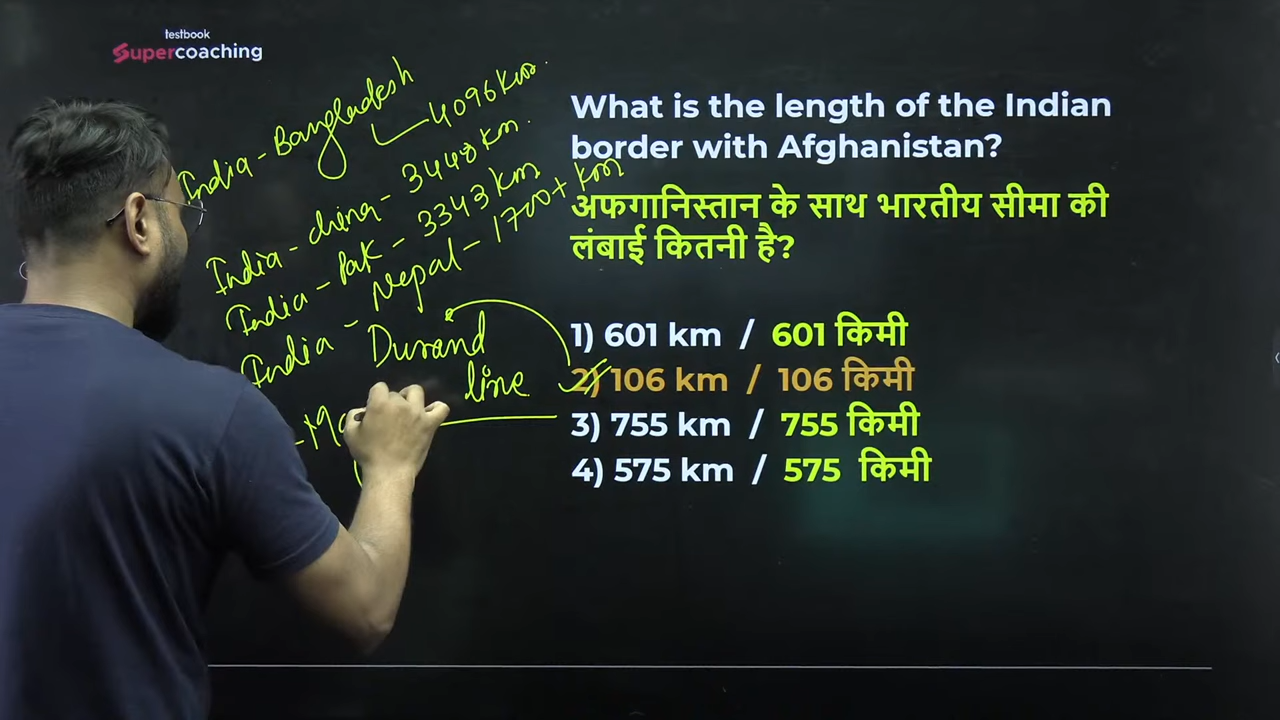 testbook
Supercoaching
India - Bangladesh
4096 km.
India - china - 3448 km.
India - Pak - 3343 km
India - Nepal - 1700+ km
Durand
line
What is the length of the Indian
border with Afghanistan?
अफगानिस्तान के साथ भारतीय सीमा की
लंबाई कितनी है?
1) 601 km / 601 किमी
2) 106 km / 106 किमी
3) 755 km / 755 किमी
4) 575 km / 575 किमी